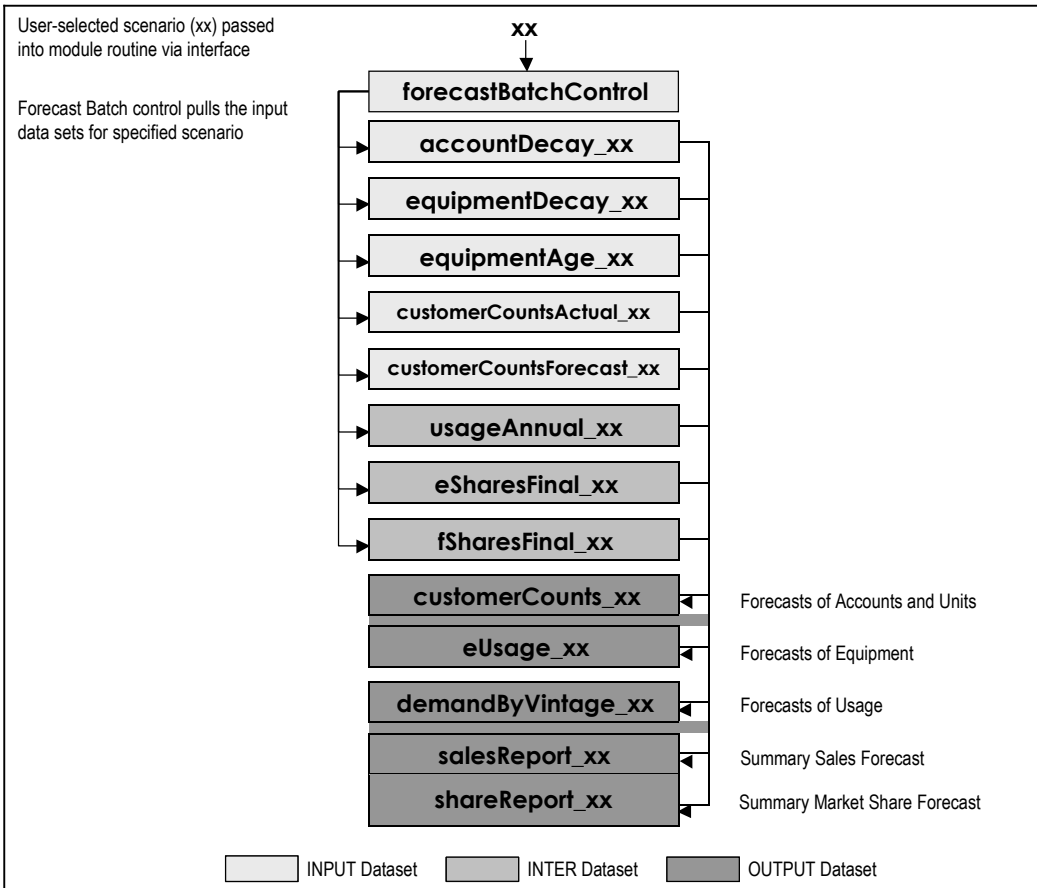 User-selected scenario (xx) passed
into module routine via interface
xx
Forecast Batch control pulls the input
data sets for specified scenario
forecastBatchControl
accountDecay_xx
equipmentDecay_xx
equipmentAge_xx
customerCountsActual_xx
customerCountsForecast_xx
usageAnnual_xx
eSharesFinal_xx
fSharesFinal_xx
customerCounts_xx
Forecasts of Accounts and Units
eUsage_xx
Forecasts of Equipment
demandByVintage_xx
Forecasts of Usage
salesReport_xx
Summary Sales Forecast
shareReport_xx
Summary Market Share Forecast
INPUT Dataset
INTER Dataset
OUTPUT Dataset